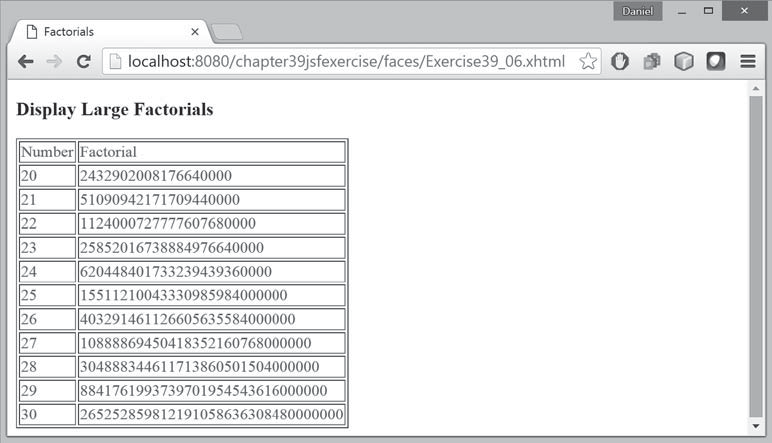 Daniel
Factorials
localhost:8080/chapter39jsfexercise/faces/Exercise39_06.xhtml
Display Large Factorials
Number Factorial
20 2432902008176640000
21 51090942171709440000
22 1124000727777607680000
23 25852016738884976640000
24 620448401733239439360000
25 15511210043330985984000000
26 403291461126605635584000000
27 10888869450418352160768000000
28 304888344611713860501504000000
29 8841761993739701954543616000000
30 265252859812191058636308480000000